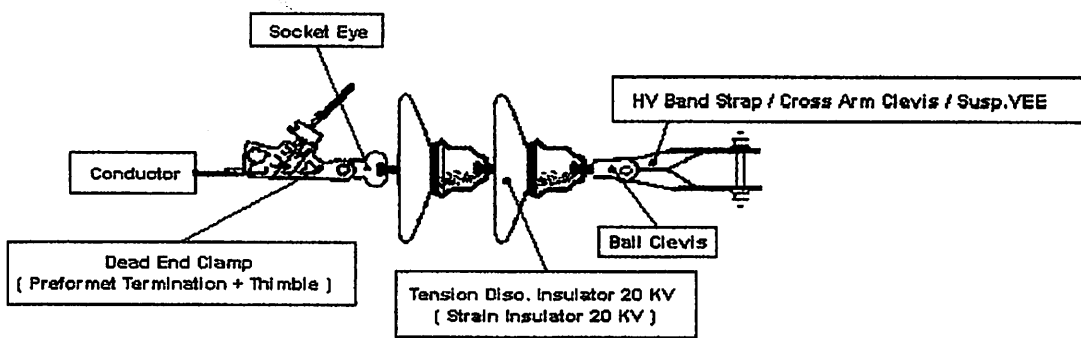 Socket Eye
HV Band Strap / Cross Arm Clevis / Susp.VEE
Conductor
Ball Clevis
Dead End Clamp
( Preformet Termination + Thimble )
Tension Diso. Insulator 20 KV
( Strain Insulator 20 KV )